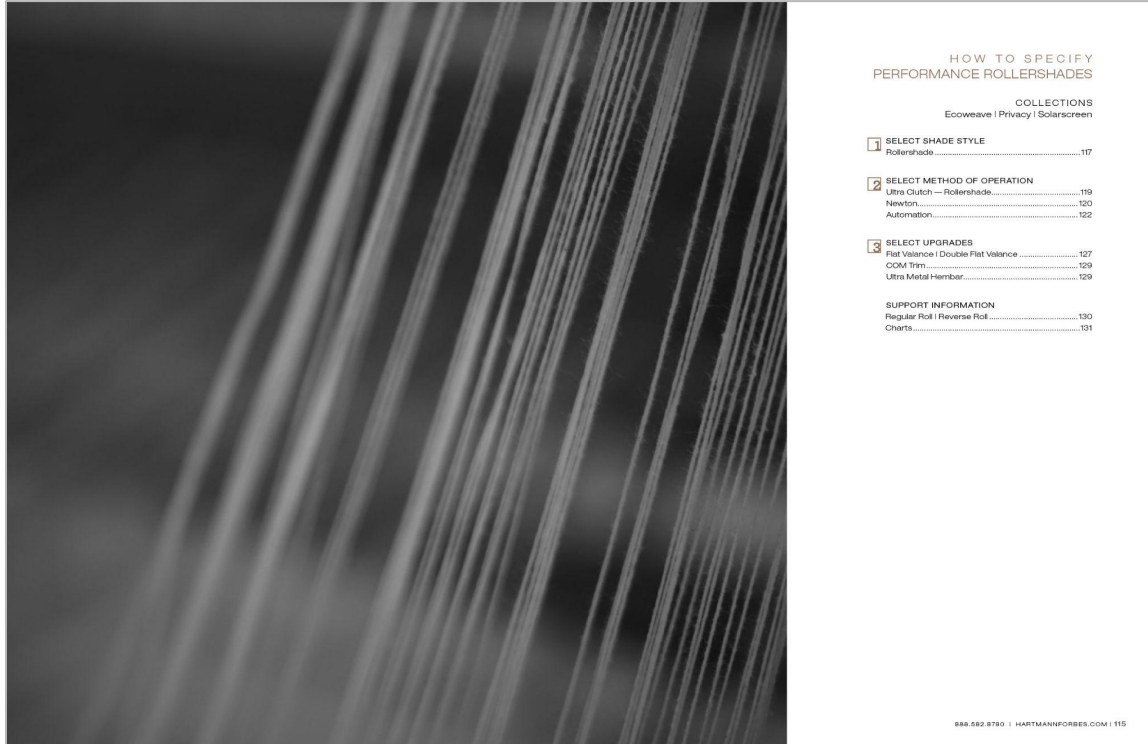 HOW TO SPECIFY
PERFORMANCE ROLLERSHADES
COLLECTIONS
Ecoweave | Privacy | Solarscreen
1 SELECT SHADE STYLE
Rollershade 117
2 SELECT METHOD OF OPERATION
Ultra Clutch — Rollershade 119
Newton 120
Automation 122
3 SELECT UPGRADES
Flat Valance | Double Flat Valance 127
COM Trim 129
Ultra Metal Hembar 129
SUPPORT INFORMATION
Regular Roll | Reverse Roll 130
Charts 131
888.582.8780 | HARTMANNFORBES.COM | 115